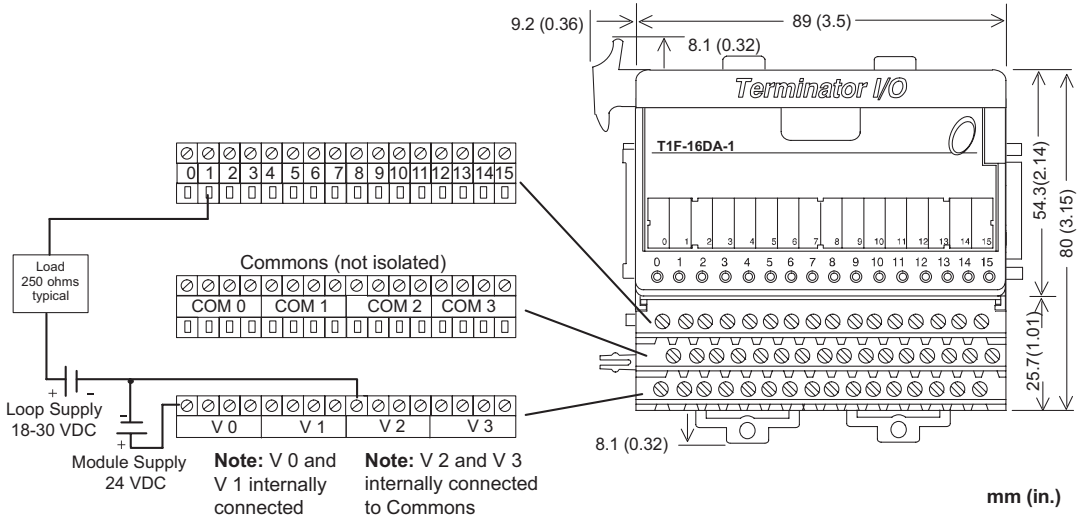 9.2 (0.36)
89 (3.5)
8.1 (0.32)
Terminator I/O
T1F-16DA-1
0 1 2 3 4 5 6 7 8 9 10 11 12 13 14 15
0 1 2 3 4 5 6 7 8 9 10 11 12 13 14 15
54.3(2.14)
80 (3.15)
25.7(1.01)
8.1 (0.32)
0 1 2 3 4 5 6 7 8 9 10 11 12 13 14 15
Load
250 ohms
typical
Commons (not isolated)
COM 0 COM 1 COM 2 COM 3
+ -
Loop Supply
18-30 VDC
-
+
Module Supply
24 VDC
V 0 V 1 V 2 V 3
Note: V 0 and
V 1 internally
connected
Note: V 2 and V 3
internally connected
to Commons
mm (in.)